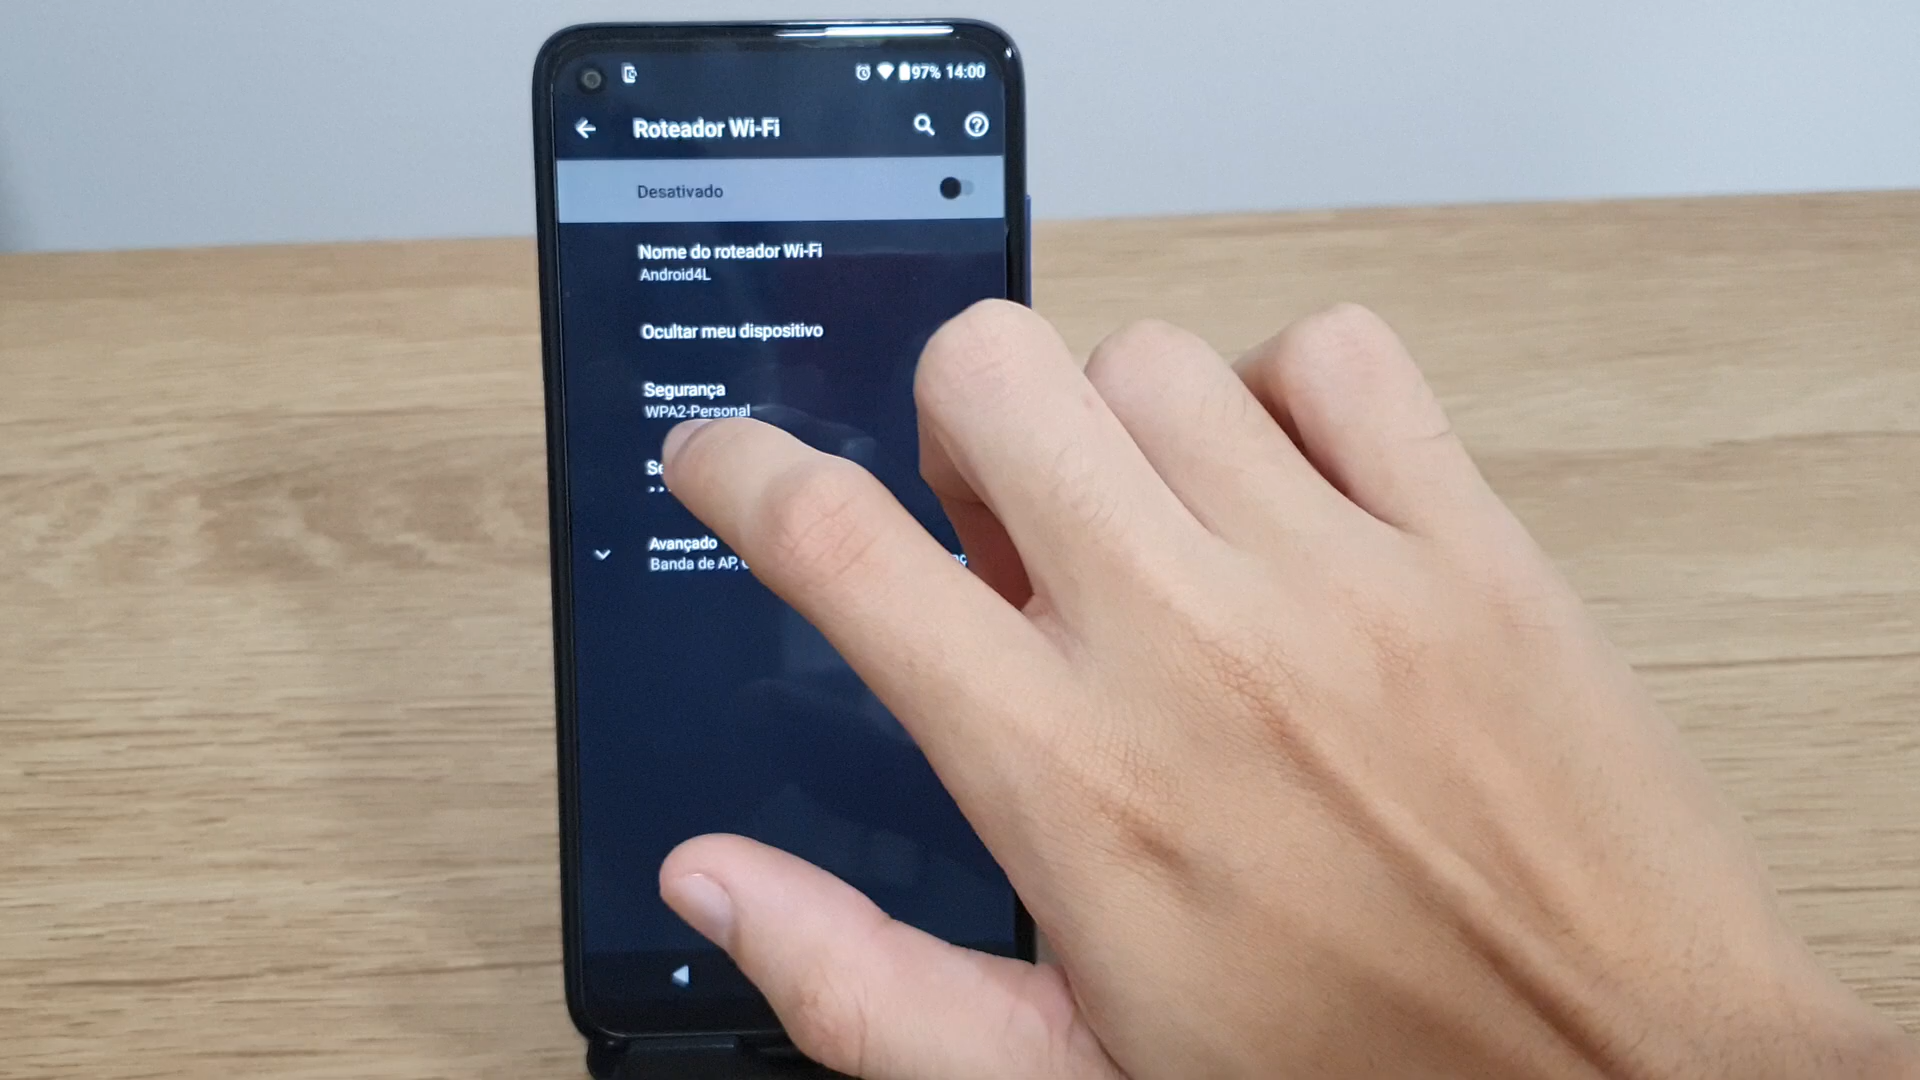 97% 14:00
Roteador Wi-Fi
Desativado
Nome do roteador Wi-Fi
Android4L
Ocultar meu dispositivo
Segurança
WPA2-Personal
Avançado
Banda de AP,